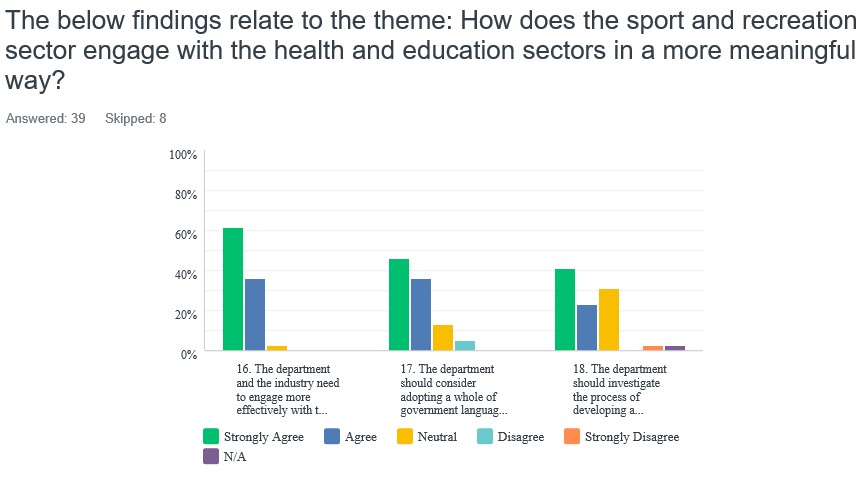 The below findings relate to the theme: How does the sport and recreation
sector engage with the health and education sectors in a more meaningful
way?
Answered: 39 Skipped: 8
100%
80%
60%
40%
20%
0%
16. The department
and the industry need
to engage more
effectively with t...
17. The department
should consider
adopting a whole of
government languag...
18. The department
should investigate
the process of
developing a...
Strongly Agree Agree Neutral Disagree Strongly Disagree
N/A